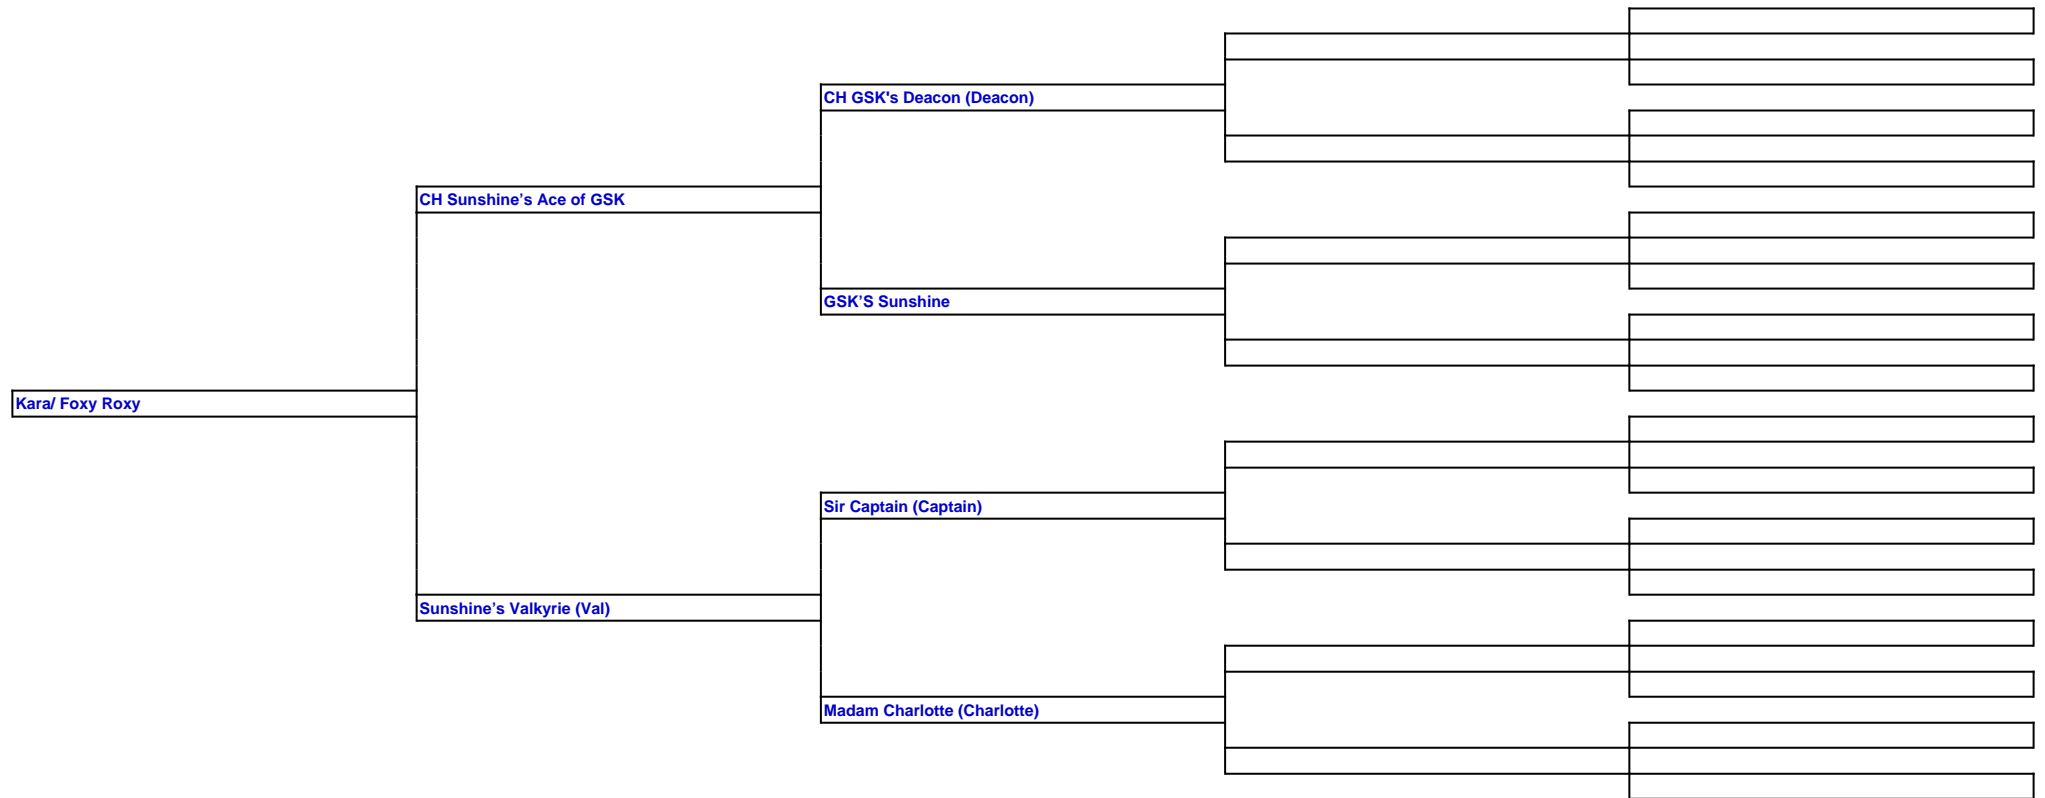 CH GSK's Deacon (Deacon)
CH Sunshine’s Ace of GSK
GSK’S Sunshine
Kara/ Foxy Roxy
Sir Captain (Captain)
Sunshine’s Valkyrie (Val)
Madam Charlotte (Charlotte)